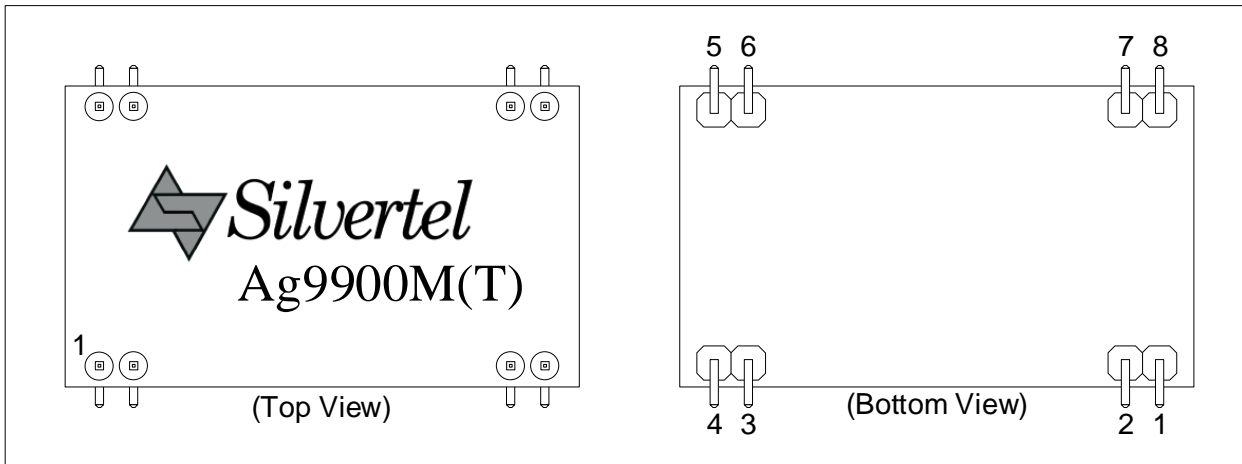 5 6 7 8
Silvertel
Ag9900M(T)
1
(Top View)
(Bottom View)
4 3 2 1